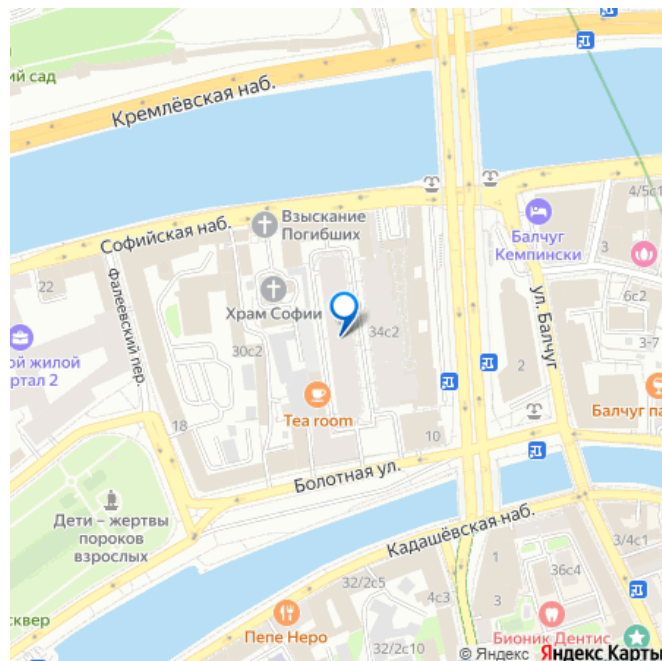 ий сад
Кремлёвская наб.
4/5с1
Взыскание
Погибших
Софийская наб.
Балчуг
Кемпински
3
6с2
22
Фалеевский пер.
Храм Софии
ул. Балчуг
34с2
30с2
3-7
ой жилой
ртал 2
2
Tea room
Балчуг па
18
10
Болотная ул.
Дети – жертвы
пороков
взрослых
Кадашёвская наб.
3/4с1
32/2с5
1
36с4
4с3
3
сквер
Пепе Неро
Бионик Дентис
32/2с10
© Яндекс Яндекс Карты